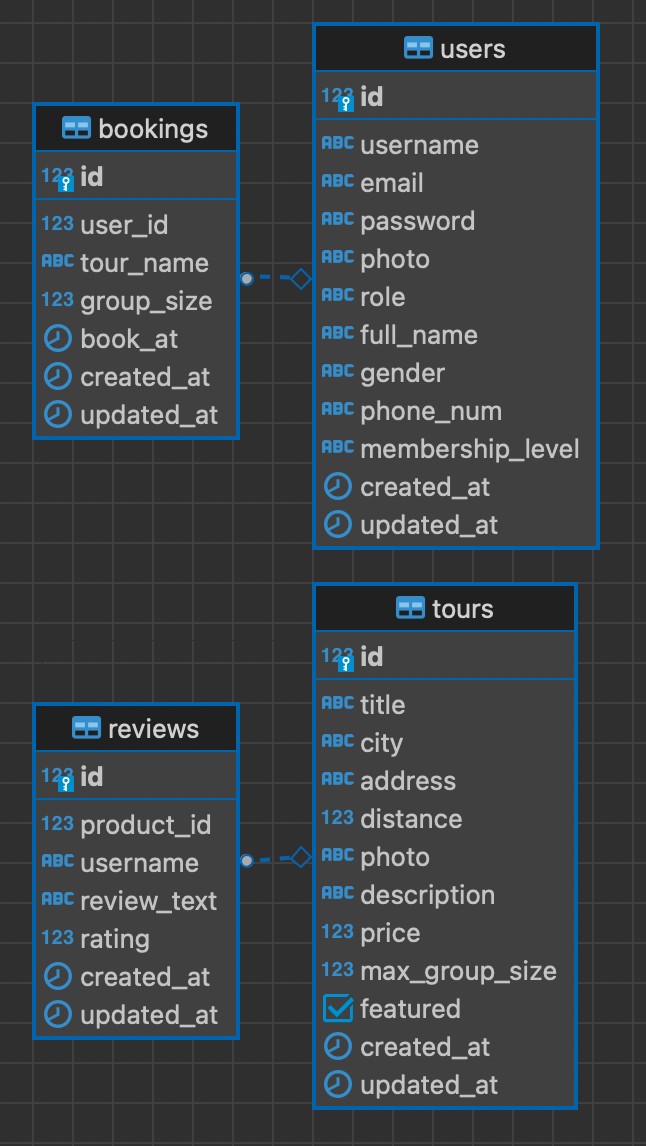 users
123 id
ABC username
ABC email
ABC password
ABC photo
ABC role
ABC full_name
ABC gender
ABC phone_num
ABC membership_level
created_at
updated_at
bookings
123 id
123 user_id
ABC tour_name
123 group_size
book_at
created_at
updated_at
tours
123 id
ABC title
ABC city
ABC address
123 distance
ABC photo
ABC description
123 price
123 max_group_size
featured
created_at
updated_at
reviews
123 id
123 product_id
ABC username
ABC review_text
123 rating
created_at
updated_at